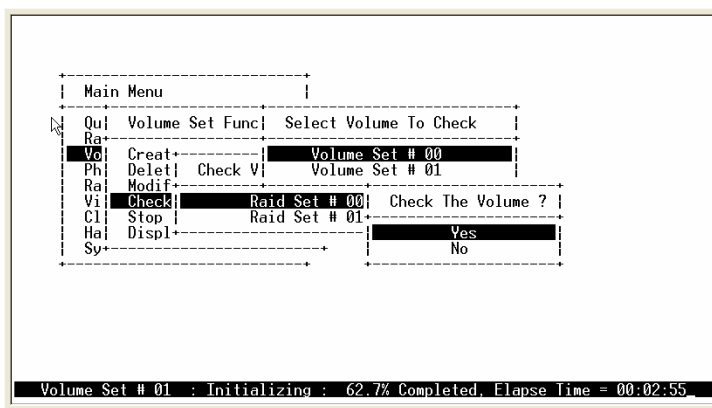 Main Menu
Qu Volume Set Func Select Volume To Check
Ra
Vo Creat Volume Set # 00
Ph Delet Check V Volume Set # 01
Ra Modif
Vi Check Raid Set # 00 Check The Volume ?
Cl Stop Raid Set # 01
Ha Displ Yes
Sy No
Volume Set # 01 : Initializing : 62.7% Completed, Elapse Time = 00:02:55_